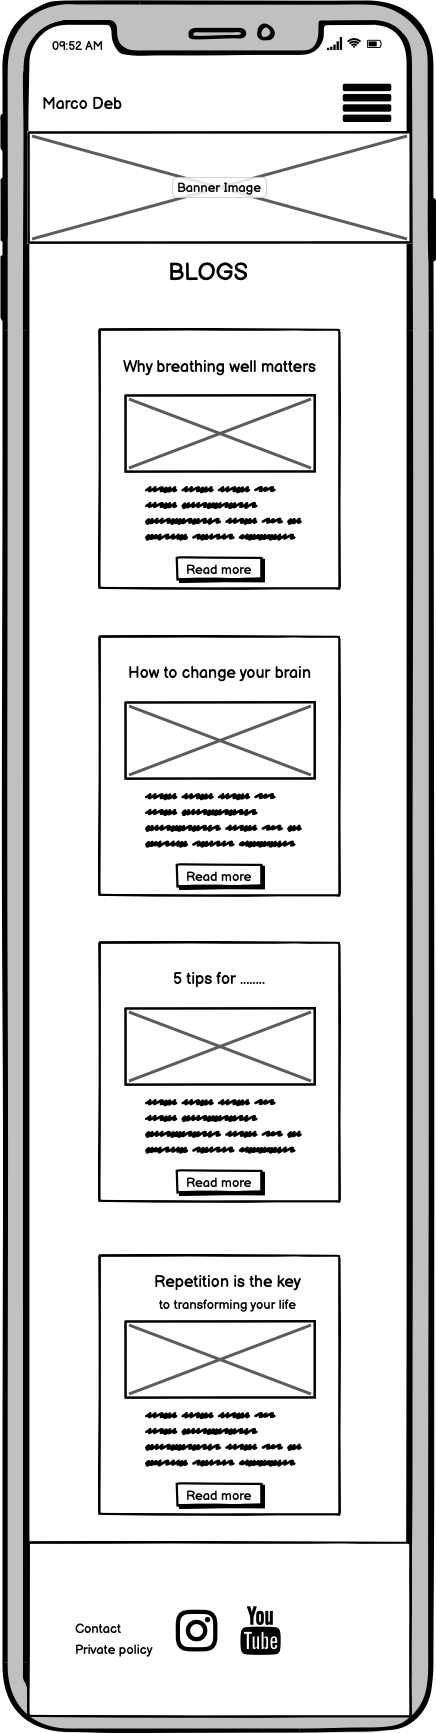 09:52 AM
Marco Deb
Banner Image
BLOGS
Why breathing well matters
Read more
How to change your brain
Read more
5 tips for ........
Read more
Repetition is the key
to transforming your life
Read more
Contact
Private policy
You
Tube